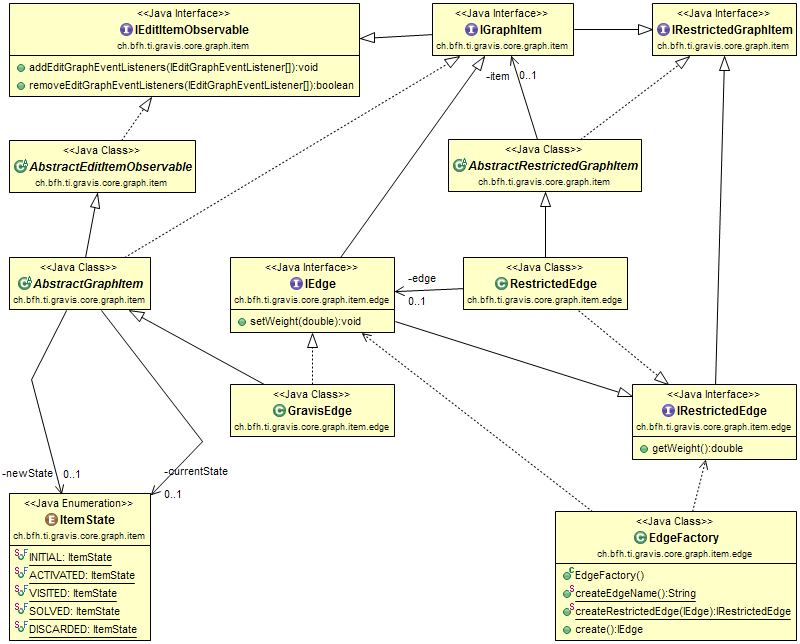 <<Java Interface>>
IEditItemObservable
ch.bfh.ti.gravis.core.graph.item
addEditGraphEventListeners(IEditGraphEventListener[]):void
removeEditGraphEventListeners(IEditGraphEventListener[]):boolean
<<Java Interface>>
IGraphItem
ch.bfh.ti.gravis.core.graph.item
<<Java Interface>>
IRestrictedGraphItem
ch.bfh.ti.gravis.core.graph.item
-item
0..1
<<Java Class>>
AbstractEditItemObservable
ch.bfh.ti.gravis.core.graph.item
<<Java Class>>
AbstractRestrictedGraphItem
ch.bfh.ti.gravis.core.graph.item
<<Java Class>>
AbstractGraphItem
ch.bfh.ti.gravis.core.graph.item
<<Java Interface>>
IEdge
ch.bfh.ti.gravis.core.graph.item.edge
setWeight(double):void
-edge
0..1
<<Java Class>>
RestrictedEdge
ch.bfh.ti.gravis.core.graph.item.edge
<<Java Class>>
GravisEdge
ch.bfh.ti.gravis.core.graph.item.edge
<<Java Interface>>
IRestrictedEdge
ch.bfh.ti.gravis.core.graph.item.edge
getWeight():double
-newState
0..1
-currentState
0..1
<<Java Enumeration>>
ItemState
ch.bfh.ti.gravis.core.graph.item
INITIAL: ItemState
ACTIVATED: ItemState
VISITED: ItemState
SOLVED: ItemState
DISCARDED: ItemState
<<Java Class>>
EdgeFactory
ch.bfh.ti.gravis.core.graph.item.edge
EdgeFactory()
createEdgeName():String
createRestrictedEdge(IEdge):IRestrictedEdge
create():IEdge